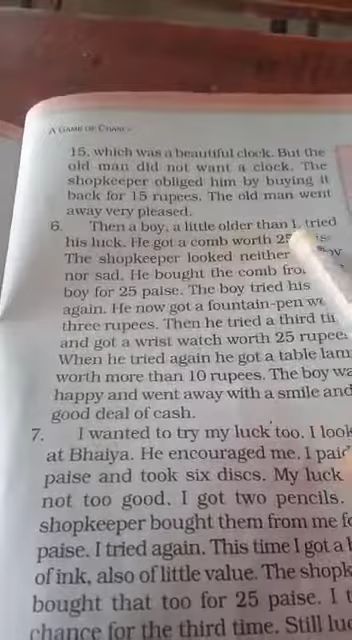 A GAME OF CHANCE
15, which was a beautiful clock. But the
old man did not want a clock. The
shopkeeper obliged him by buying it
back for 15 rupees. The old man went
away very pleased.
6. Then a boy, a little older than I, tried
his luck. He got a comb worth 25
The shopkeeper looked neither
nor sad. He bought the comb
boy for 25 paise. The boy tried his
again. He now got a fountain-pen
three rupees. Then he tried a third
and got a wrist watch worth 25
When he tried again he got a table
worth more than 10 rupees. The boy
happy and went away with a smile and
good deal of cash.
7. I wanted to try my luck too. I
at Bhaiya. He encouraged me. I
paise and took six discs. My luck
not too good. I got two pencils.
shopkeeper bought them from me
paise. I tried again. This time I got a
of ink, also of little value. The
bought that too for 25 paise. I
chance for the third time. Still